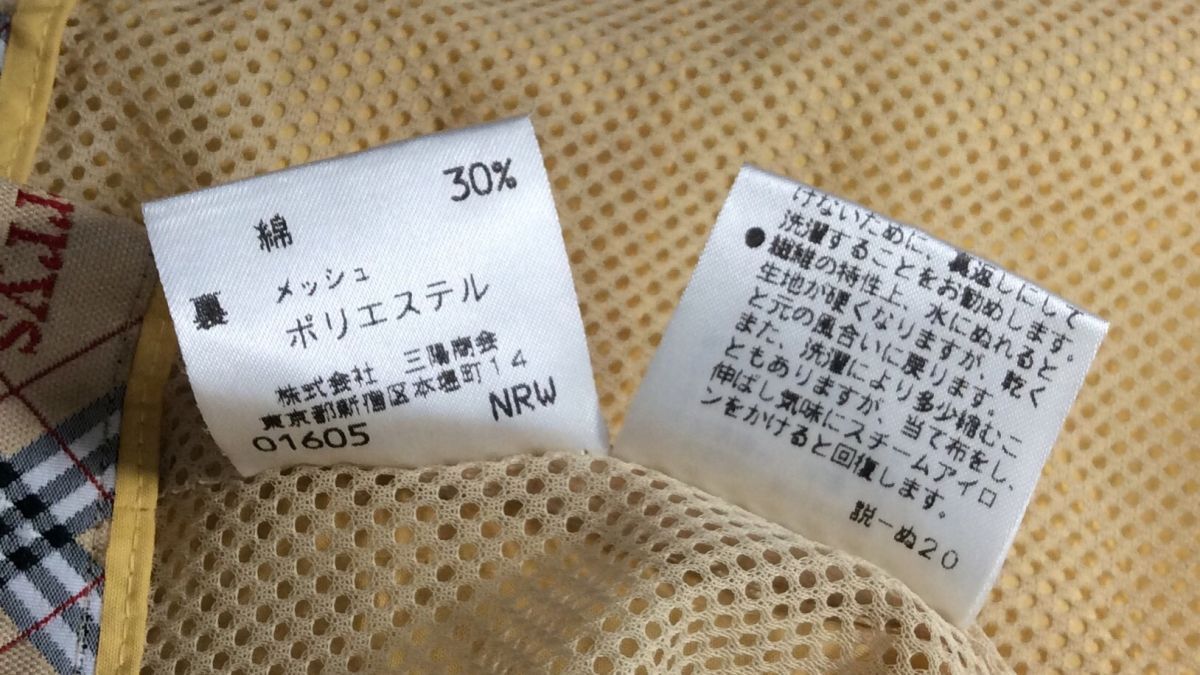 30%
綿
メッシュ
裏
ポリエステル
株式会社 三陽商会
東京都新宿区本塩町14
01605
NRW
けないために、裏返しにして
洗濯することをお勧めします。
●繊維の特性上、水にぬれると
生地が硬くなりますが、乾く
と元の風合いに戻ります。
また、洗濯により多少縮むこ
ともありますが、当て布をし、
伸ばし気味にスチームアイロ
ンをかけると回復します。
説-ぬ20